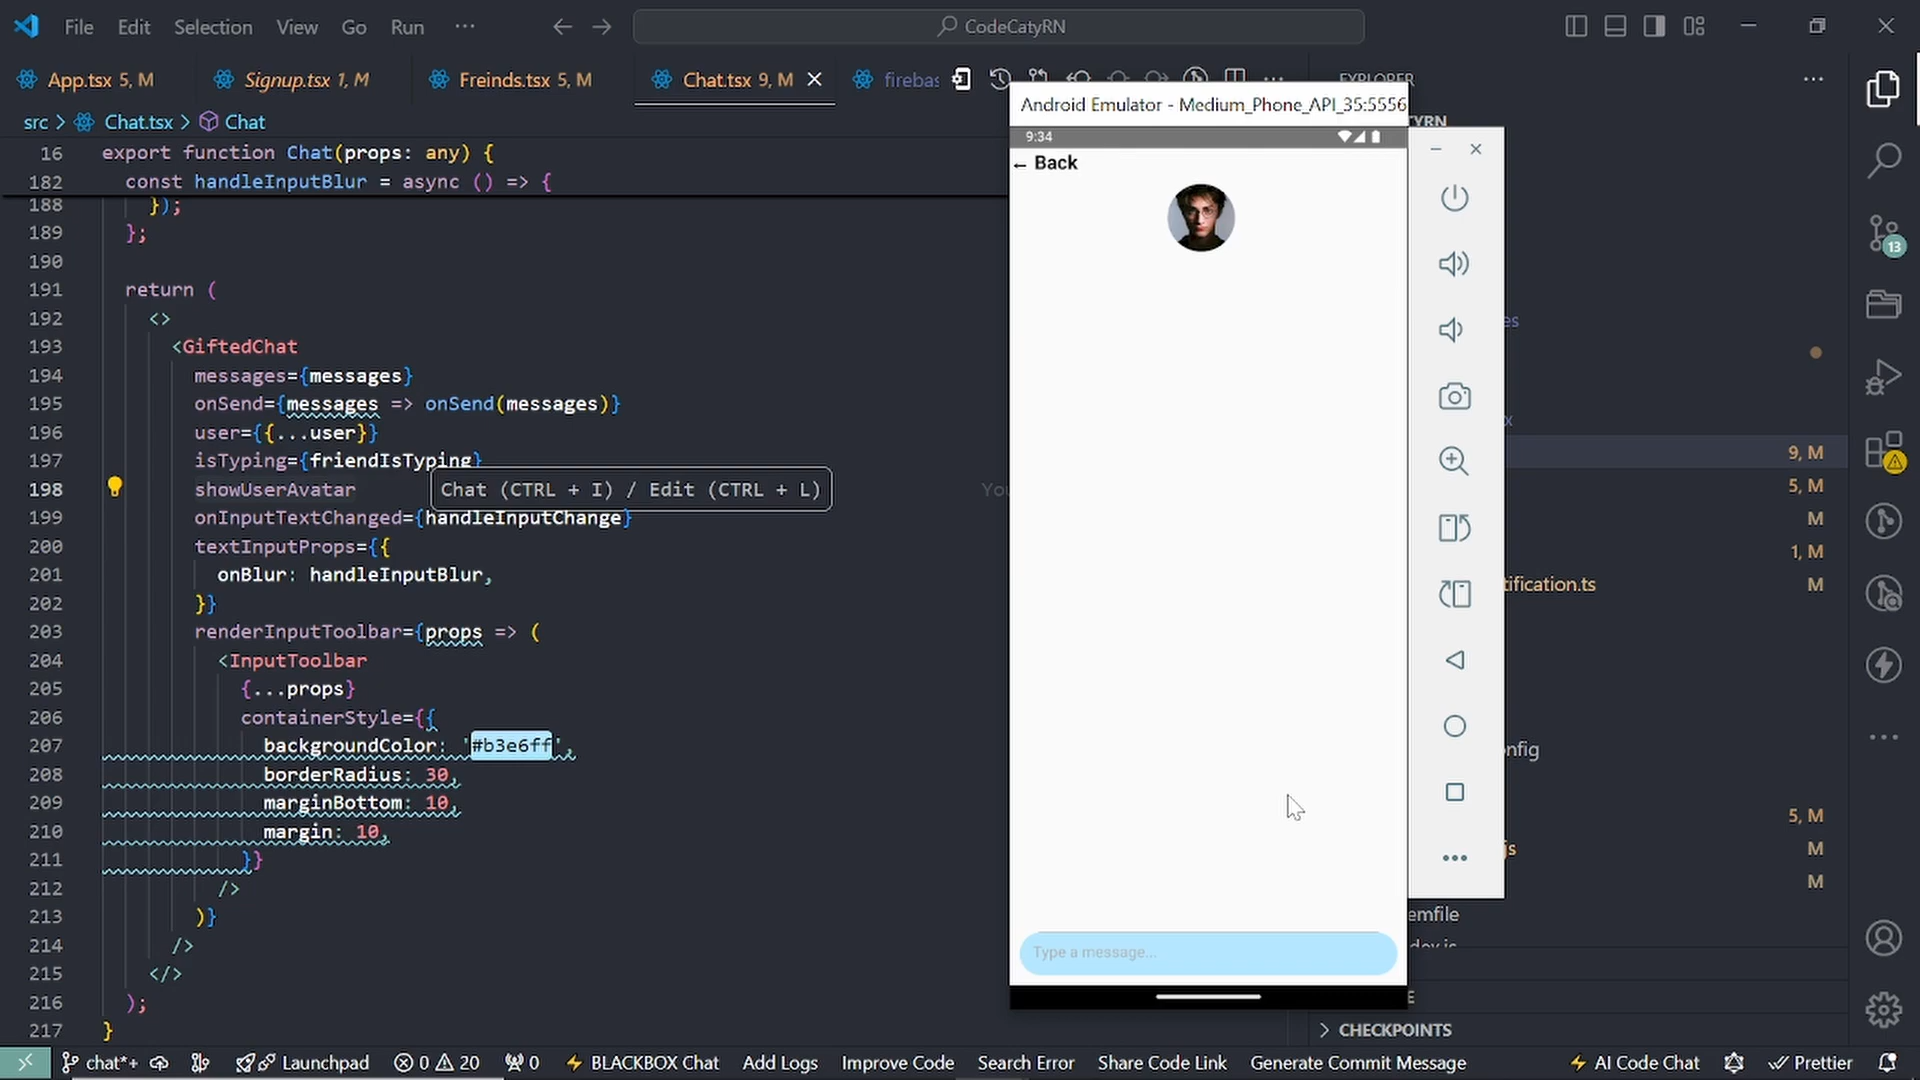 File Edit Selection View Go Run ··· CodeCatyRN
App.tsx 5, M Signup.tsx 1, M Freinds.tsx 5, M Chat.tsx 9, M firebas EXPLORER
src > Chat.tsx > Chat
16 export function Chat(props: any) {
182 const handleInputBlur = async () => {
188 });
189 };
190
191 return (
192 <>
193 <GiftedChat
194 messages={messages}
195 onSend={messages => onSend(messages)}
196 user={{...user}}
197 isTyping={friendIsTyping}
198 showUserAvatar
Chat (CTRL + I) / Edit (CTRL + L)
199 onInputTextChanged={handleInputChange}
200 textInputProps={{
201 onBlur: handleInputBlur,
202 }}
203 renderInputToolbar={props => (
204 <InputToolbar
205 {...props}
206 containerStyle={{
207 backgroundColor: '#b3e6ff',
208 borderRadius: 30,
209 marginBottom: 10,
210 margin: 10,
211 }}
212 />
213 )}
214 />
215 </>
216 );
217 }
Android Emulator - Medium_Phone_API_35:5556
9:34
← Back
Type a message...
YRN
es
x
9, M
5, M
M
1, M
tification.ts M
nfig
5, M
js M
M
emfile
E
> CHECKPOINTS
13
chat*+ Launchpad 0 20 0 BLACKBOX Chat Add Logs Improve Code Search Error Share Code Link Generate Commit Message AI Code Chat Prettier